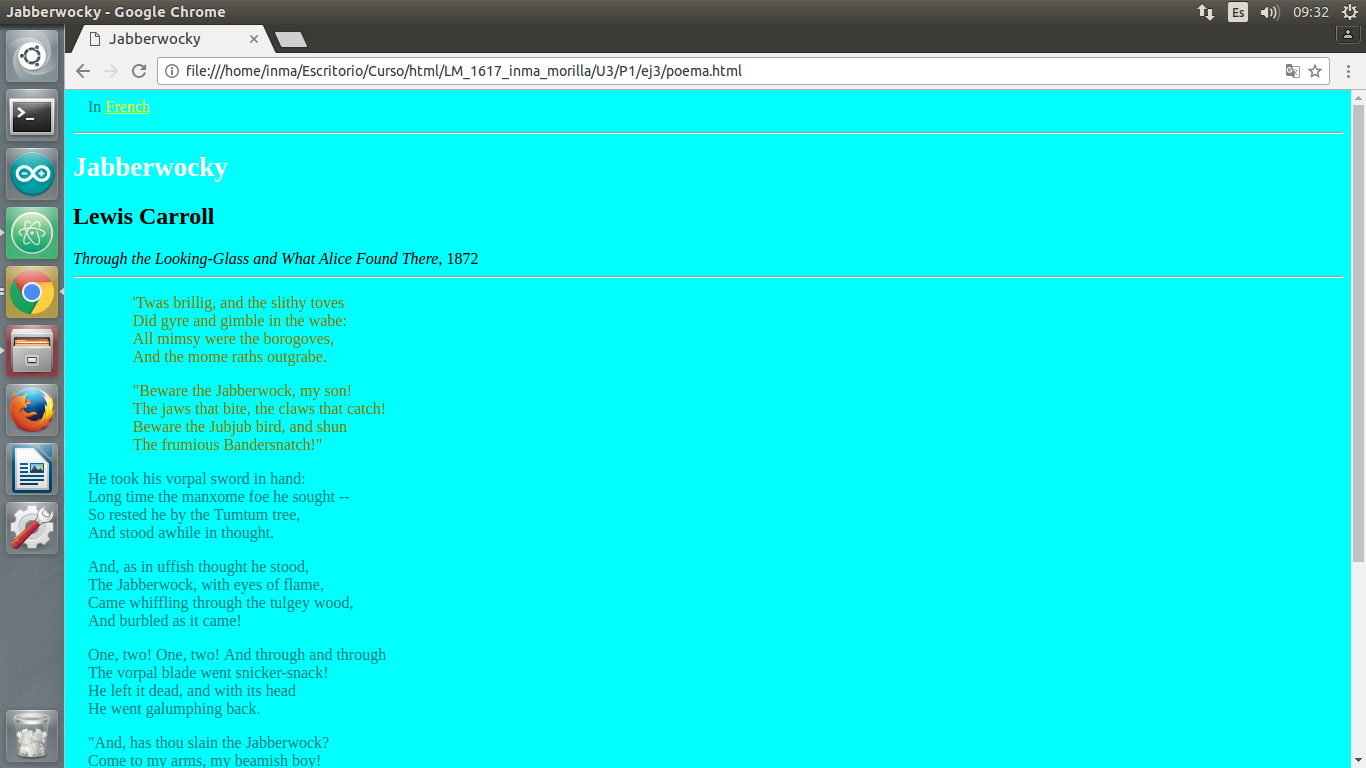 Jabberwocky - Google Chrome
Es
09:32
Jabberwocky
file:///home/inma/Escritorio/Curso/html/LM_1617_inma_morilla/U3/P1/ej3/poema.html
In French
Jabberwocky
Lewis Carroll
Through the Looking-Glass and What Alice Found There, 1872
'Twas brillig, and the slithy toves
Did gyre and gimble in the wabe:
All mimsy were the borogoves,
And the mome raths outgrabe.
"Beware the Jabberwock, my son!
The jaws that bite, the claws that catch!
Beware the Jubjub bird, and shun
The frumious Bandersnatch!"
He took his vorpal sword in hand:
Long time the manxome foe he sought --
So rested he by the Tumtum tree,
And stood awhile in thought.
And, as in uffish thought he stood,
The Jabberwock, with eyes of flame,
Came whiffling through the tulgey wood,
And burbled as it came!
One, two! One, two! And through and through
The vorpal blade went snicker-snack!
He left it dead, and with its head
He went galumphing back.
"And, has thou slain the Jabberwock?
Come to my arms, my beamish boy!